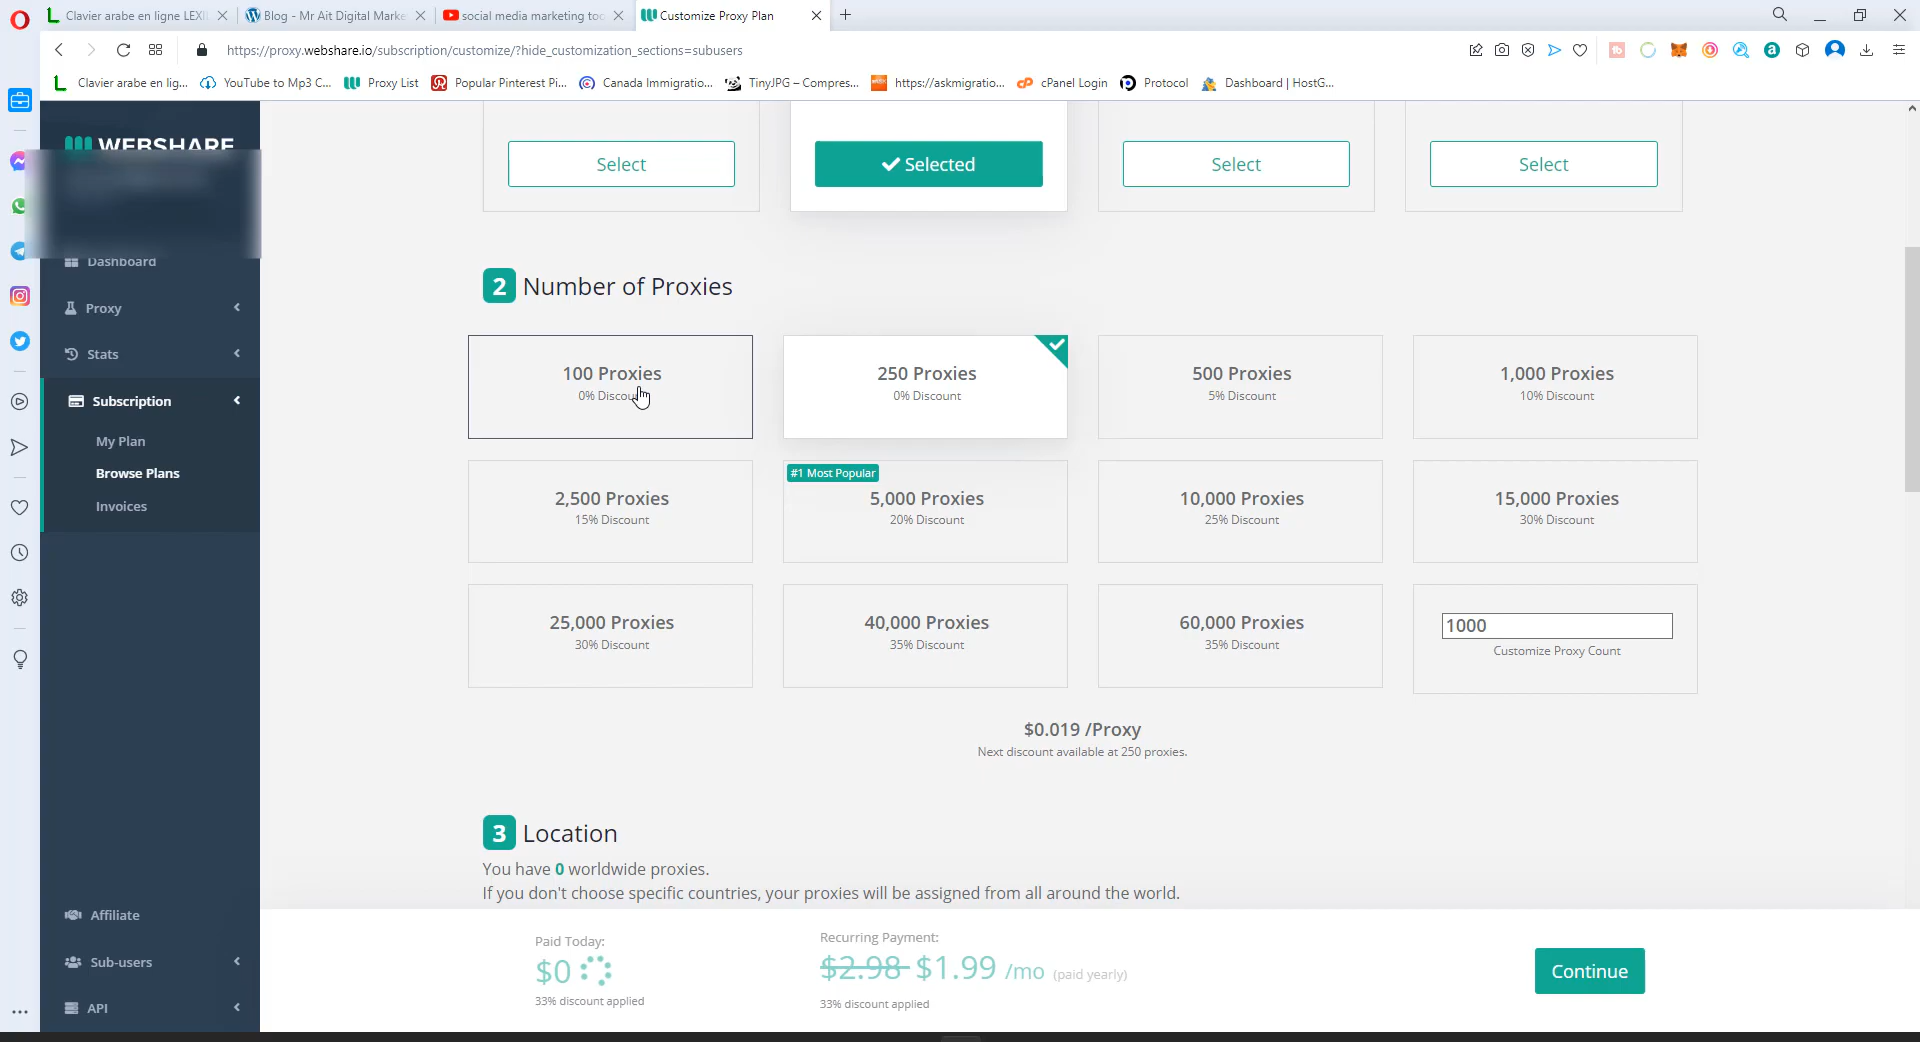 Clavier arabe en ligne LEXI
Blog - Mr Ait Digital Marke
social media marketing too
Customize Proxy Plan
https://proxy.webshare.io/subscription/customize/?hide_customization_sections=subusers
Clavier arabe en lig...
YouTube to Mp3 C...
Proxy List
Popular Pinterest Pi...
Canada Immigratio...
TinyJPG – Compres...
https://askmigratio...
cPanel Login
Protocol
Dashboard | HostG...
WEBSHARE
Dashboard
Proxy
Stats
Subscription
My Plan
Browse Plans
Invoices
Affiliate
Sub-users
API
Select
Selected
Select
Select
2 Number of Proxies
100 Proxies
0% Discount
250 Proxies
0% Discount
500 Proxies
5% Discount
1,000 Proxies
10% Discount
2,500 Proxies
15% Discount
#1 Most Popular
5,000 Proxies
20% Discount
10,000 Proxies
25% Discount
15,000 Proxies
30% Discount
25,000 Proxies
30% Discount
40,000 Proxies
35% Discount
60,000 Proxies
35% Discount
1000
Customize Proxy Count
$0.019 /Proxy
Next discount available at 250 proxies.
3 Location
You have 0 worldwide proxies.
If you don't choose specific countries, your proxies will be assigned from all around the world.
Paid Today:
$0
33% discount applied
Recurring Payment:
$2.98 $1.99 /mo (paid yearly)
33% discount applied
Continue